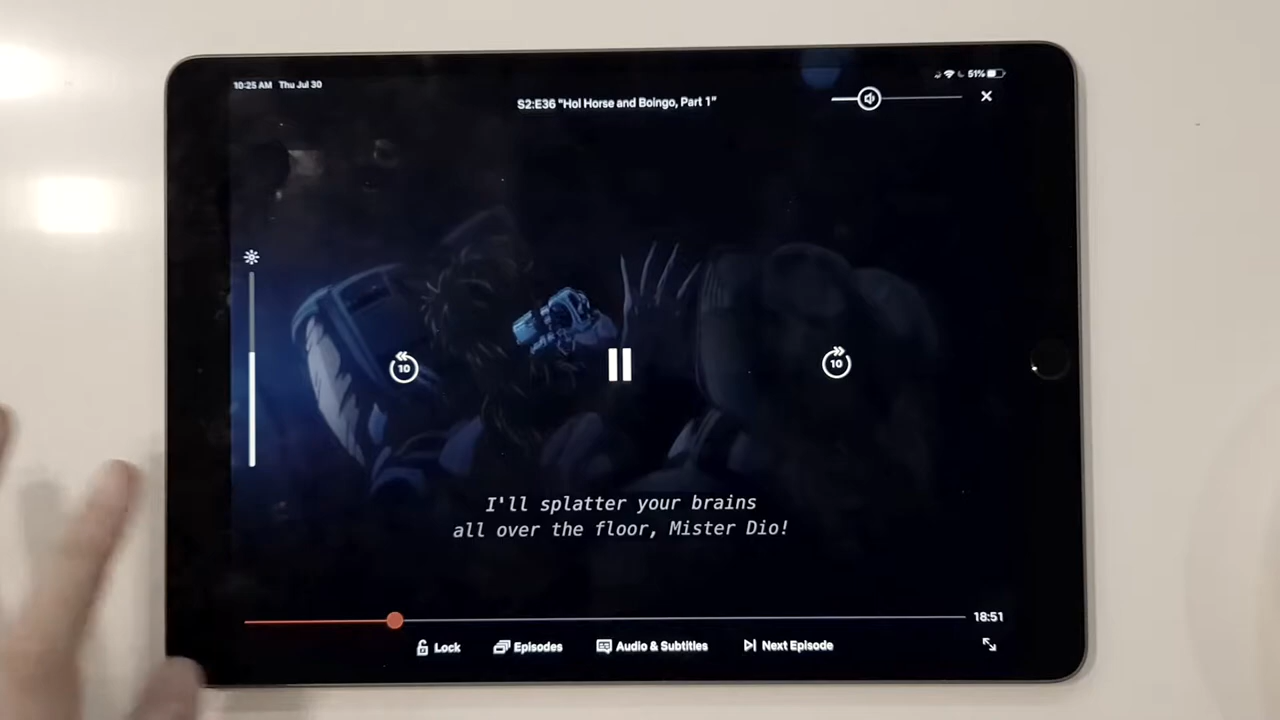 10:25 AM Thu Jul 30
51%
S2:E36 "Hol Horse and Boingo, Part 1"
10
10
I'll splatter your brains
all over the floor, Mister Dio!
18:51
Lock
Episodes
Audio & Subtitles
Next Episode